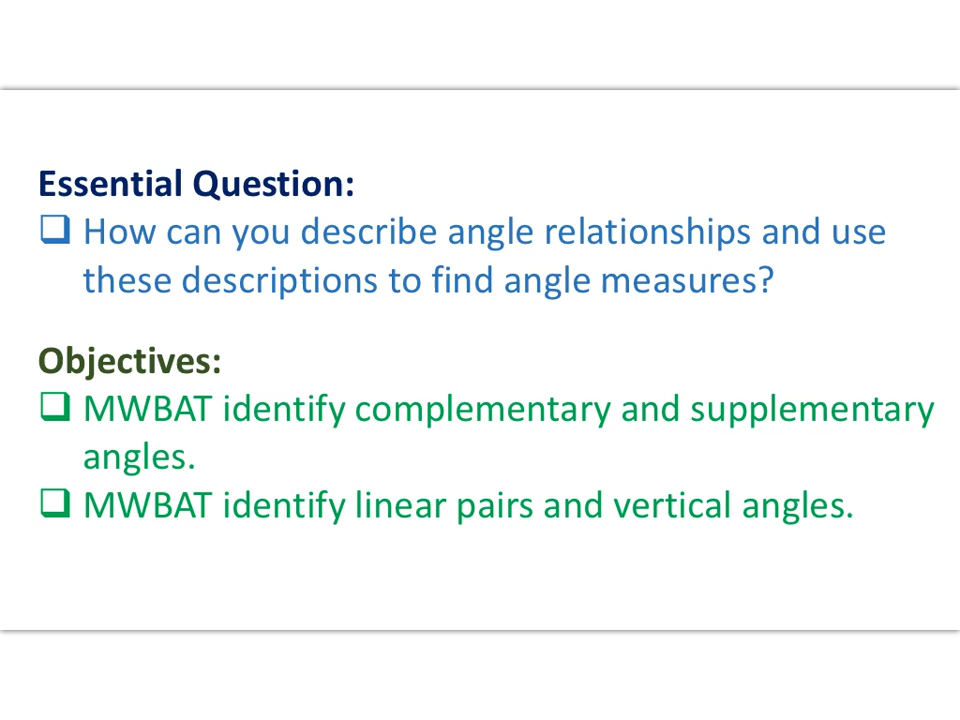 Essential Question:
❑ How can you describe angle relationships and use
these descriptions to find angle measures?
Objectives:
❑ MWBAT identify complementary and supplementary
angles.
❑ MWBAT identify linear pairs and vertical angles.